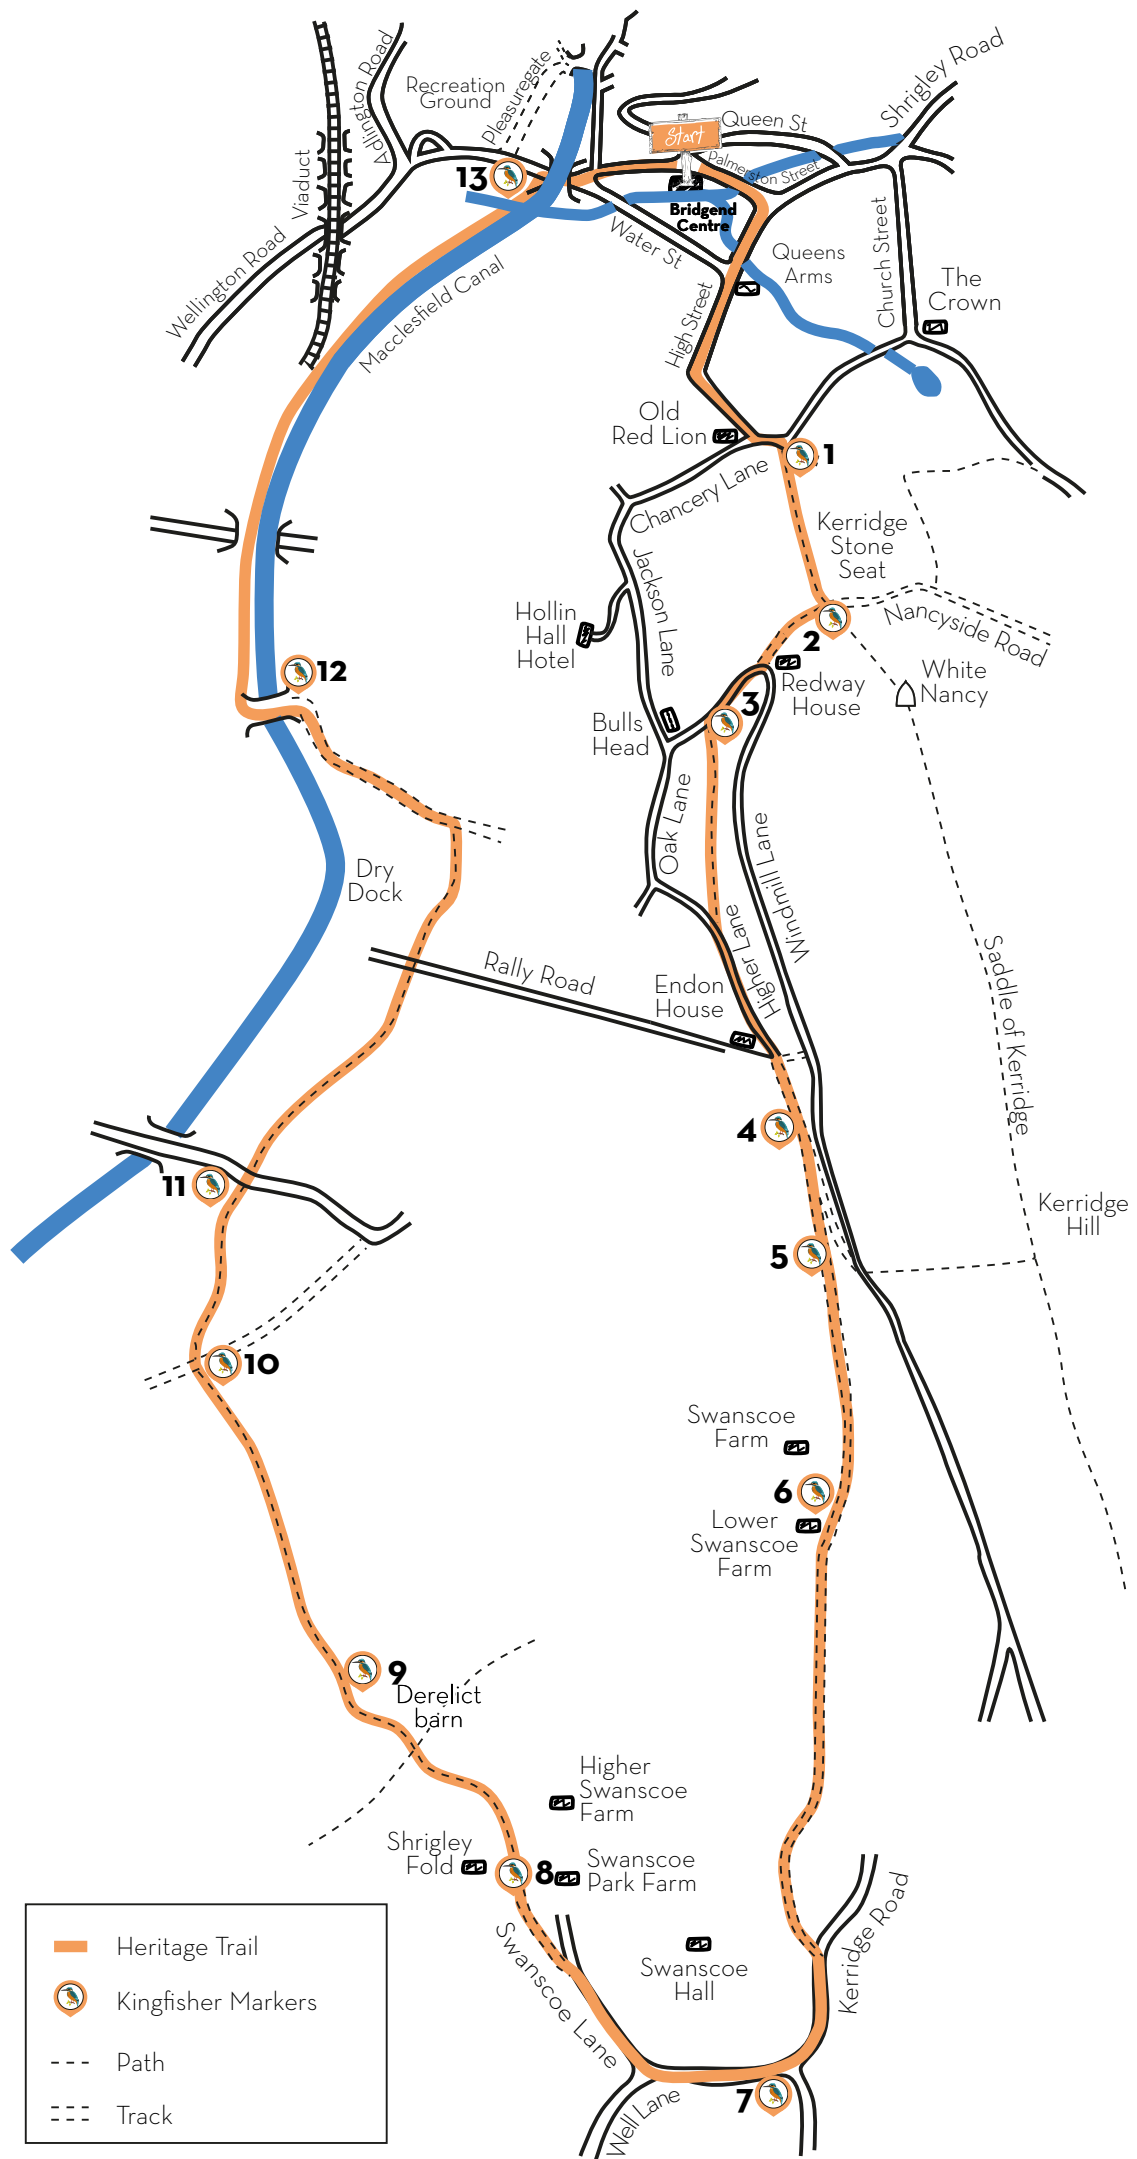 Shrigley Road
Adlington Road
Recreation
Ground
Pleasuregate
Queen St
Start
Palmerston Street
Viaduct
13
Bridgend
Centre
Water St
Church Street
Wellington Road
Queens
Arms
The
Crown
Macclesfield Canal
High Street
Old
Red Lion
1
Chancery Lane
Kerridge
Stone
Seat
Jackson Lane
Hollin
Hall
Hotel
Nancyside Road
2
12
White
Nancy
Redway
House
3
Bulls
Head
Oak Lane
Windmill Lane
Dry
Dock
Higher Lane
Rally Road
Endon
House
Saddle of Kerridge
4
11
Kerridge
Hill
5
10
Swanscoe
Farm
6
Lower
Swanscoe
Farm
9
Derelict
barn
Higher
Swanscoe
Farm
Shrigley
Fold
8
Swanscoe
Park Farm
Swanscoe Lane
Swanscoe
Hall
Kerridge Road
7
Well Lane
Heritage Trail
Kingfisher Markers
Path
Track